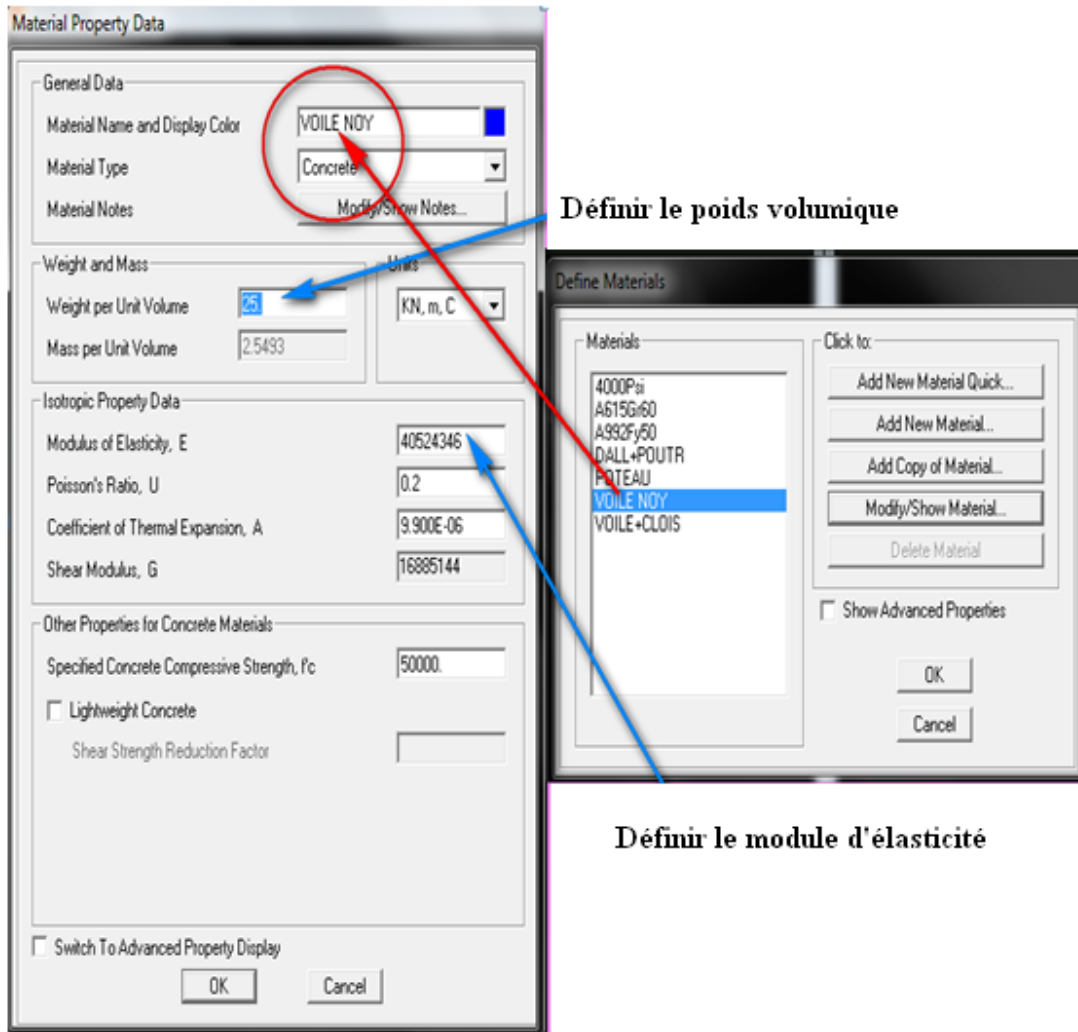 Material Property Data
General Data
Material Name and Display Color
VOILE NOY
Material Type
Concrete
Material Notes
Modify/Show Notes...
Weight and Mass
Weight per Unit Volume
25.
Mass per Unit Volume
2.5493
Units
KN, m, C
Isotropic Property Data
Modulus of Elasticity, E
40524346
Poisson's Ratio, U
0.2
Coefficient of Thermal Expansion, A
9.900E-06
Shear Modulus, G
16885144
Other Properties for Concrete Materials
Specified Concrete Compressive Strength, f'c
50000.
Lightweight Concrete
Shear Strength Reduction Factor
Switch To Advanced Property Display
OK
Cancel
Définir le poids volumique
Define Materials
Materials
4000Psi
A615Gr60
A992Fy50
DALL+POUTR
POTEAU
VOILE NOY
VOILE+CLOIS
Click to:
Add New Material Quick...
Add New Material...
Add Copy of Material...
Modify/Show Material...
Delete Material
Show Advanced Properties
OK
Cancel
Définir le module d'élasticité